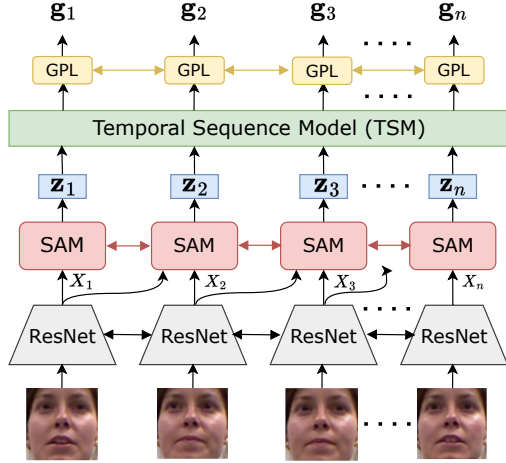 g₁ g₂ g₃ .... gₙ
GPL GPL GPL GPL
....
Temporal Sequence Model (TSM)
z₁ z₂ z₃ .... zₙ
SAM SAM SAM SAM
X₁ X₂ X₃ Xₙ
....
ResNet ResNet ResNet ResNet
....